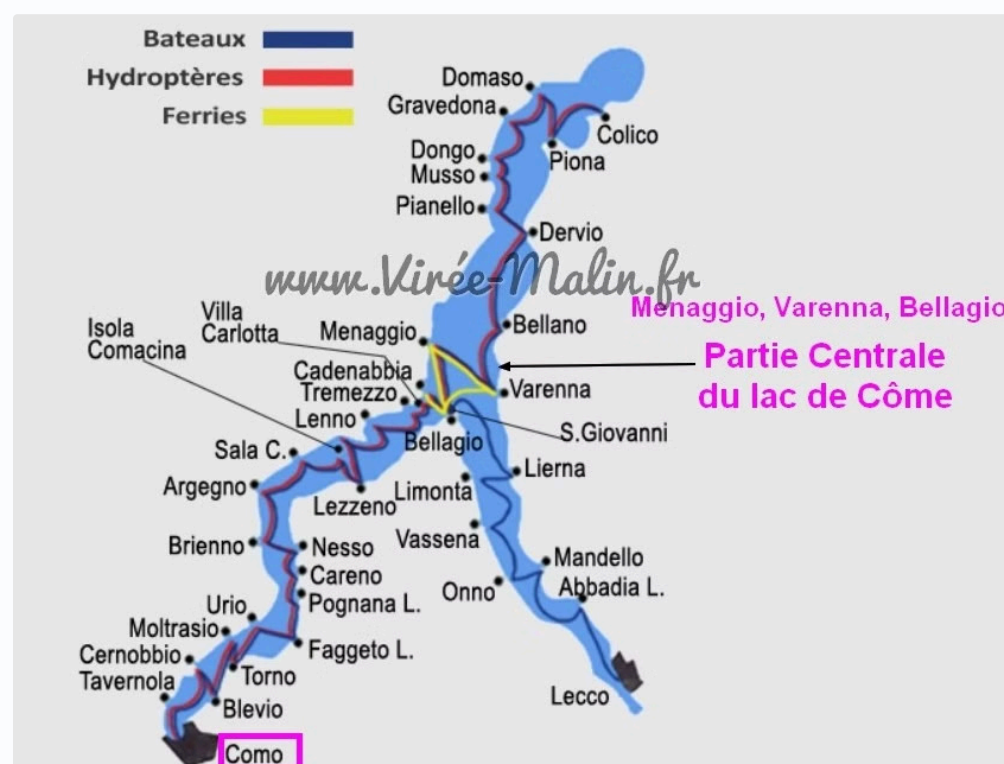 Bateaux
Hydroptères
Ferries
Domaso
Gravedona
Colico
Dongo
Piona
Musso
Pianello
Dervio
www.Virée-Malin.fr
Villa
Carlotta
Menaggio, Varenna, Bellagio
Isola
Comacina
Menaggio
Bellano
Partie Centrale
du lac de Côme
Cadenabbia
Tremezzo
Varenna
Lenno
Bellagio
S.Giovanni
Sala C.
Lierna
Argegno
Lezzeno
Limonta
Brienno
Nesso
Vassena
Mandello
Careno
Onno
Abbadia L.
Urio
Pognana L.
Moltrasio
Faggeto L.
Cernobbio
Tavernola
Torno
Lecco
Blevio
Como